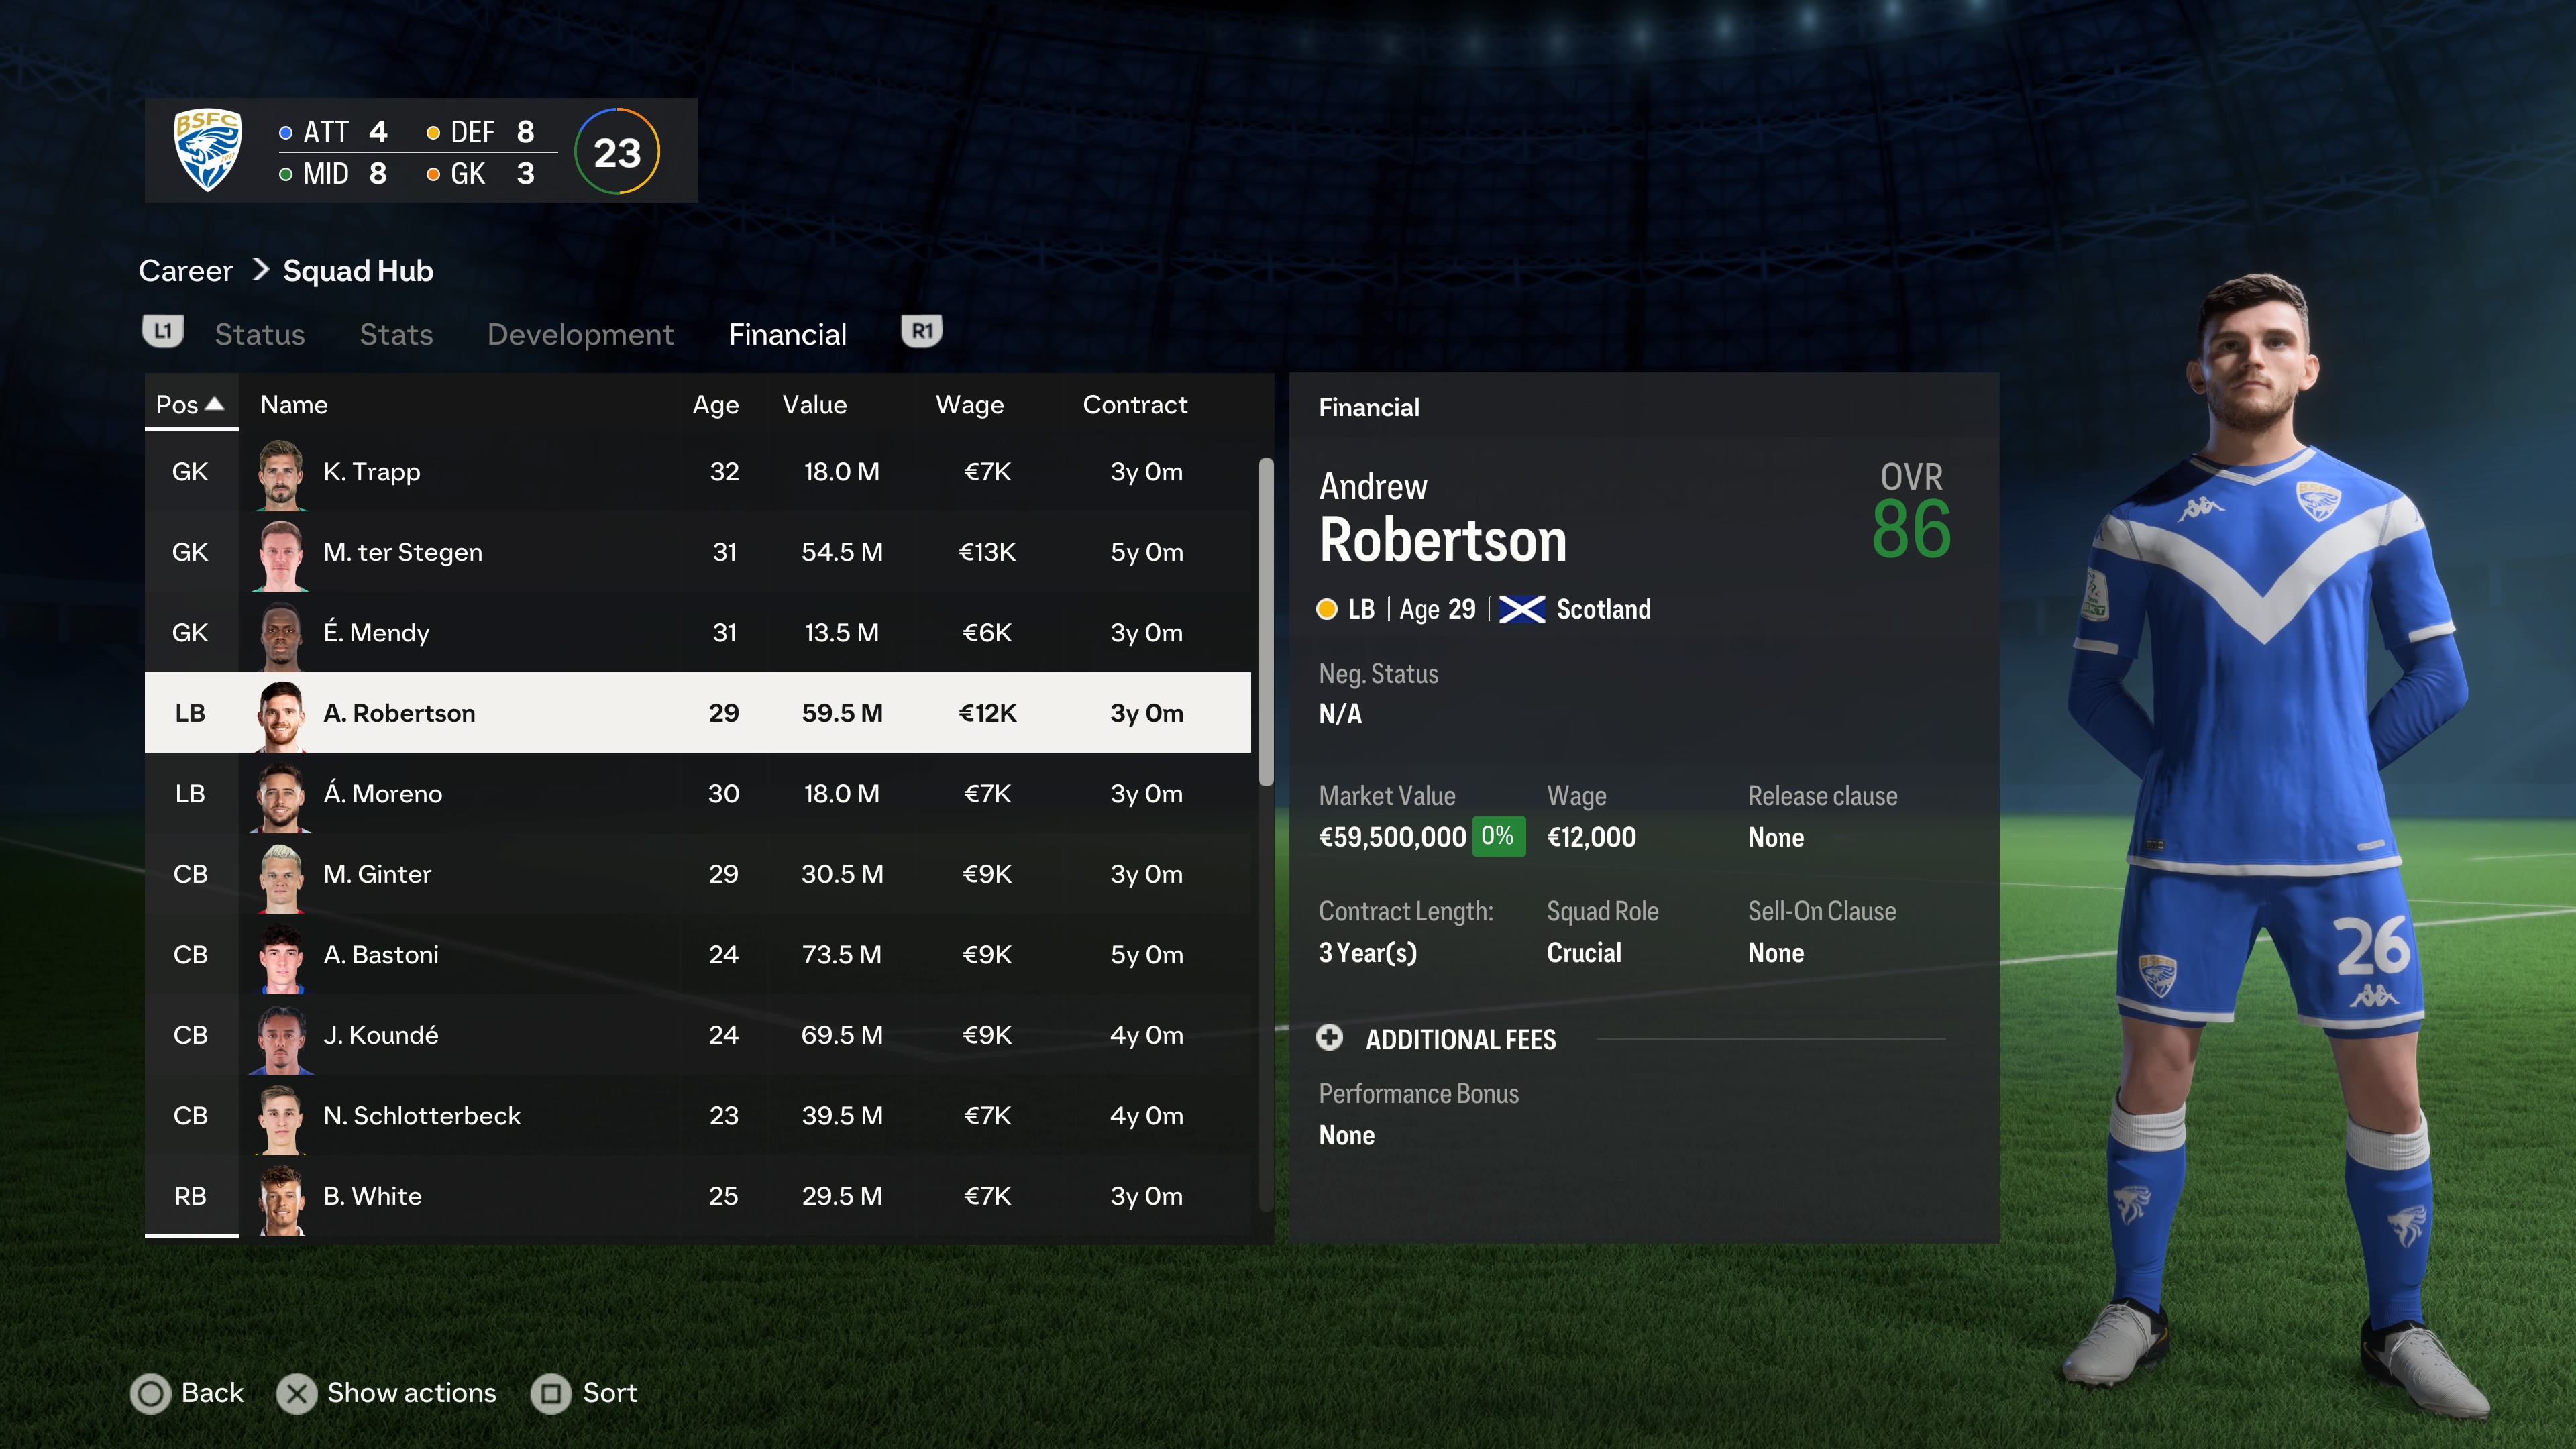 BSFC
ATT 4 DEF 8
MID 8 GK 3
23
Career > Squad Hub
L1 Status Stats Development Financial R1
Pos Name Age Value Wage Contract
GK K. Trapp 32 18.0 M €7K 3y 0m
GK M. ter Stegen 31 54.5 M €13K 5y 0m
GK É. Mendy 31 13.5 M €6K 3y 0m
LB A. Robertson 29 59.5 M €12K 3y 0m
LB Á. Moreno 30 18.0 M €7K 3y 0m
CB M. Ginter 29 30.5 M €9K 3y 0m
CB A. Bastoni 24 73.5 M €9K 5y 0m
CB J. Koundé 24 69.5 M €9K 4y 0m
CB N. Schlotterbeck 23 39.5 M €7K 4y 0m
RB B. White 25 29.5 M €7K 3y 0m
Financial
Andrew
Robertson
OVR
86
LB | Age 29 | Scotland
Neg. Status
N/A
Market Value Wage Release clause
€59,500,000 0% €12,000 None
Contract Length: Squad Role Sell-On Clause
3 Year(s) Crucial None
ADDITIONAL FEES
Performance Bonus
None
BSFC
26
Back Show actions Sort